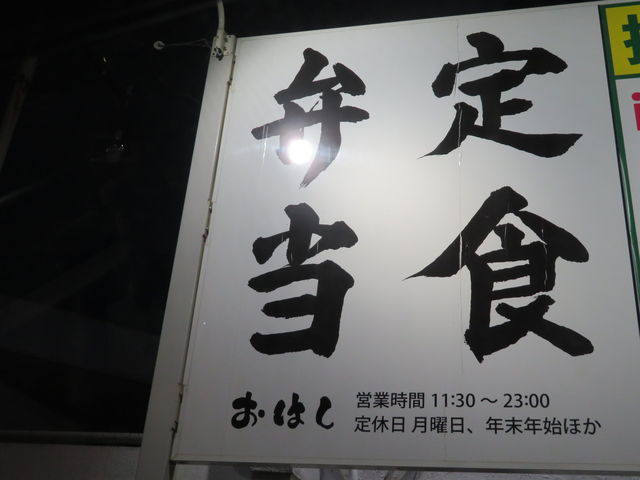 定食
弁当
おはし
営業時間 11:30 ～ 23:00
定休日 月曜日、年末年始ほか